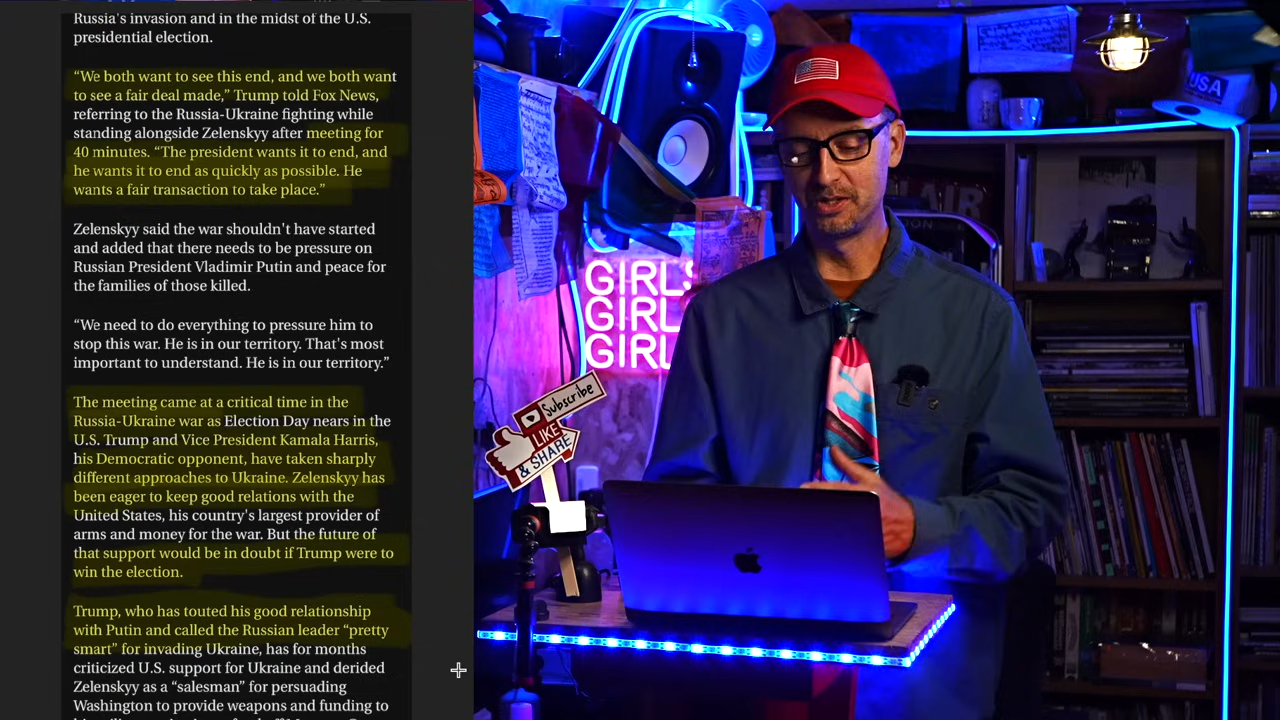 Russia's invasion and in the midst of the U.S.
presidential election.
“We both want to see this end, and we both want
to see a fair deal made,” Trump told Fox News,
referring to the Russia-Ukraine fighting while
standing alongside Zelenskyy after meeting for
40 minutes. “The president wants it to end, and
he wants it to end as quickly as possible. He
wants a fair transaction to take place.”
Zelenskyy said the war shouldn't have started
and added that there needs to be pressure on
Russian President Vladimir Putin and peace for
the families of those killed.
“We need to do everything to pressure him to
stop this war. He is in our territory. That's most
important to understand. He is in our territory.”
The meeting came at a critical time in the
Russia-Ukraine war as Election Day nears in the
U.S. Trump and Vice President Kamala Harris,
his Democratic opponent, have taken sharply
different approaches to Ukraine. Zelenskyy has
been eager to keep good relations with the
United States, his country's largest provider of
arms and money for the war. But the future of
that support would be in doubt if Trump were to
win the election.
Trump, who has touted his good relationship
with Putin and called the Russian leader “pretty
smart” for invading Ukraine, has for months
criticized U.S. support for Ukraine and derided
Zelenskyy as a “salesman” for persuading
Washington to provide weapons and funding to
USA
GIRLS
Subscribe
LIKE
& SHARE